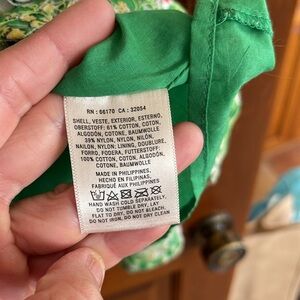 RN : 66170 CA : 32054
SHELL, VESTE, EXTERIOR, ESTERNO,
OBERSTOFF: 61% COTTON, COTON,
ALGODÓN, COTONE, BAUMWOLLE
39% NYLON, NYLON, NILÓN,
NAILON, NYLON; LINING, DOUBLURE,
FORRO, FODERA, FUTTERSTOFF:
100% COTTON, COTON, ALGODÓN,
COTONE, BAUMWOLLE
MADE IN PHILIPPINES,
HECHO EN FILIPINAS,
FABRIQUÉ AUX PHILIPPINES
HAND WASH COLD SEPARATELY.
DO NOT TUMBLE DRY. LAY
FLAT TO DRY. DO NOT BLEACH.
DO NOT IRON. DO NOT DRY
CLEAN.